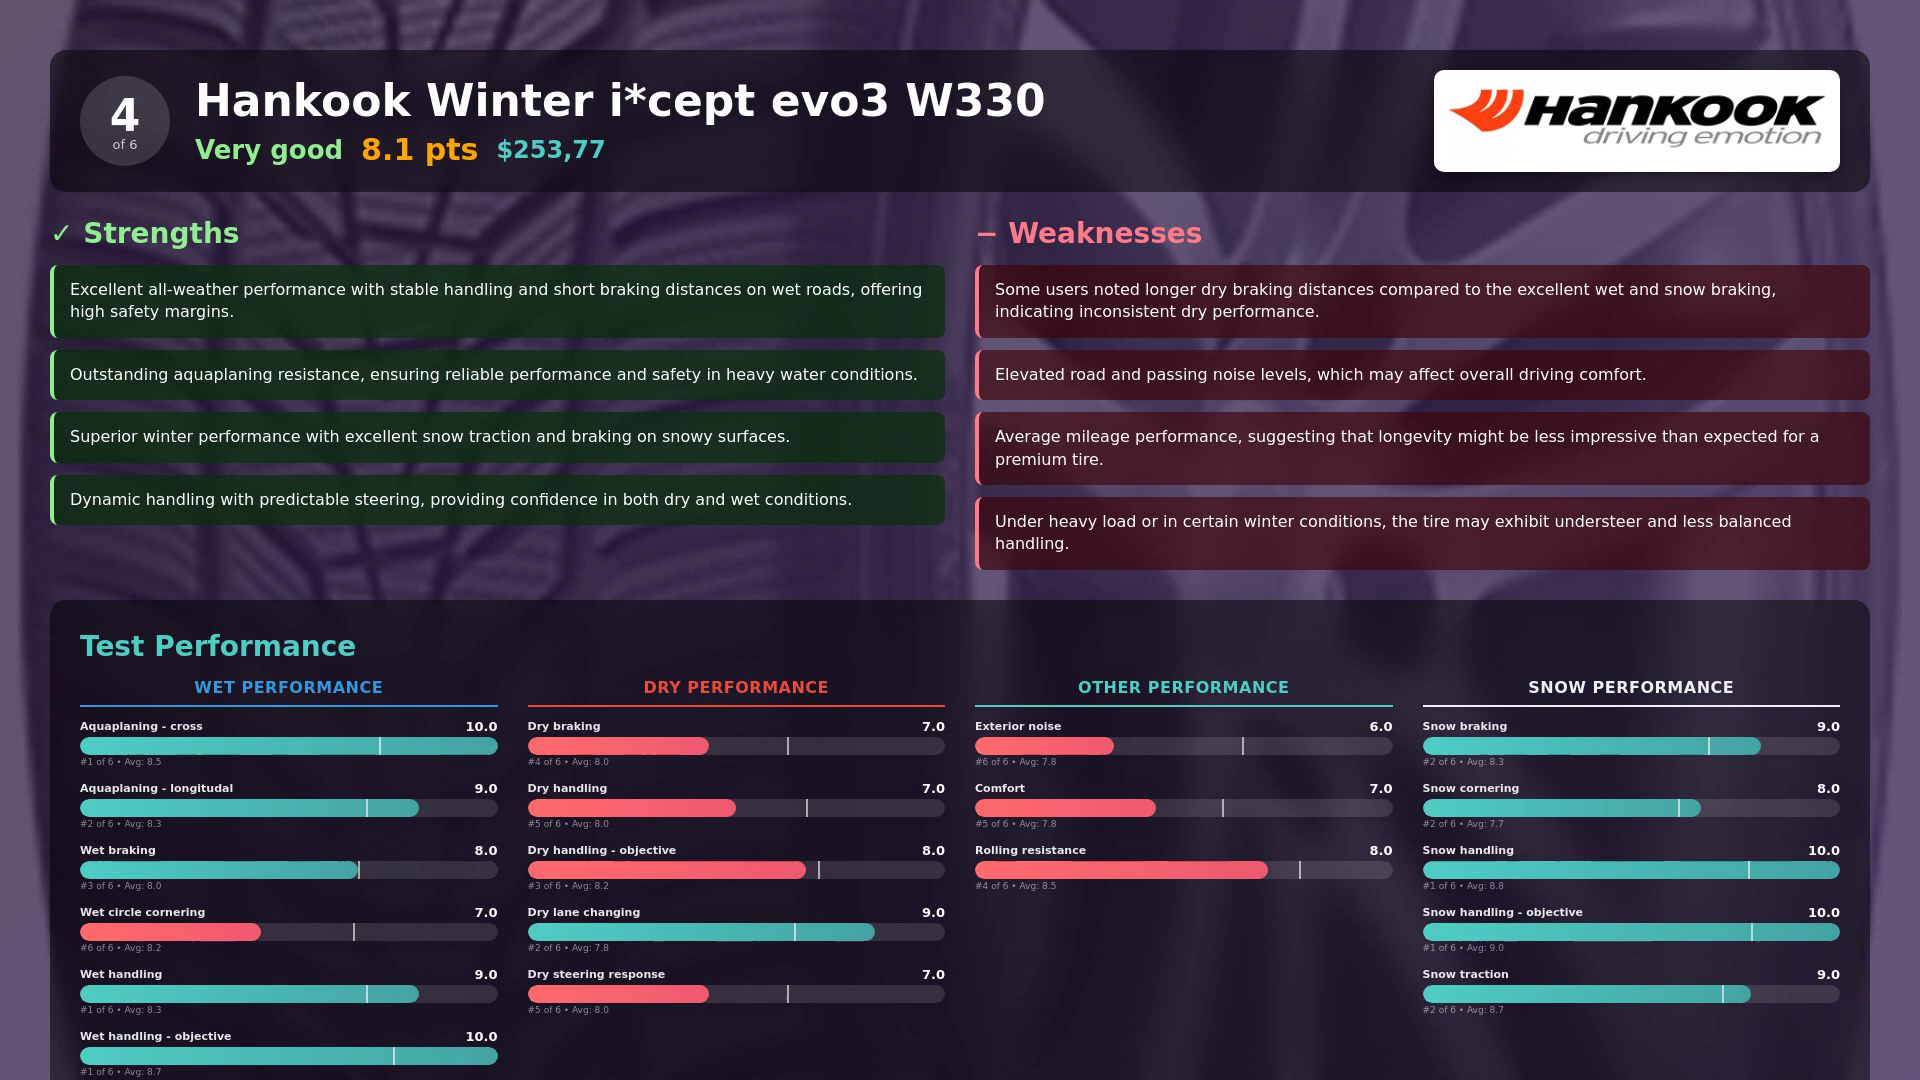 4
of 6
Hankook Winter i*cept evo3 W330
Very good 8.1 pts $253,77
HANKOOK
driving emotion
✓ Strengths
Excellent all-weather performance with stable handling and short braking distances on wet roads, offering
high safety margins.
Outstanding aquaplaning resistance, ensuring reliable performance and safety in heavy water conditions.
Superior winter performance with excellent snow traction and braking on snowy surfaces.
Dynamic handling with predictable steering, providing confidence in both dry and wet conditions.
− Weaknesses
Some users noted longer dry braking distances compared to the excellent wet and snow braking,
indicating inconsistent dry performance.
Elevated road and passing noise levels, which may affect overall driving comfort.
Average mileage performance, suggesting that longevity might be less impressive than expected for a
premium tire.
Under heavy load or in certain winter conditions, the tire may exhibit understeer and less balanced
handling.
Test Performance
WET PERFORMANCE
Aquaplaning - cross 10.0
#1 of 6 • Avg: 8.5
Aquaplaning - longitudal 9.0
#2 of 6 • Avg: 8.3
Wet braking 8.0
#3 of 6 • Avg: 8.0
Wet circle cornering 7.0
#6 of 6 • Avg: 8.2
Wet handling 9.0
#1 of 6 • Avg: 8.3
Wet handling - objective 10.0
#1 of 6 • Avg: 8.7
DRY PERFORMANCE
Dry braking 7.0
#4 of 6 • Avg: 8.0
Dry handling 7.0
#5 of 6 • Avg: 8.0
Dry handling - objective 8.0
#3 of 6 • Avg: 8.2
Dry lane changing 9.0
#2 of 6 • Avg: 7.8
Dry steering response 7.0
#5 of 6 • Avg: 8.0
OTHER PERFORMANCE
Exterior noise 6.0
#6 of 6 • Avg: 7.8
Comfort 7.0
#5 of 6 • Avg: 7.8
Rolling resistance 8.0
#4 of 6 • Avg: 8.5
SNOW PERFORMANCE
Snow braking 9.0
#2 of 6 • Avg: 8.3
Snow cornering 8.0
#2 of 6 • Avg: 7.7
Snow handling 10.0
#1 of 6 • Avg: 8.8
Snow handling - objective 10.0
#1 of 6 • Avg: 9.0
Snow traction 9.0
#2 of 6 • Avg: 8.7